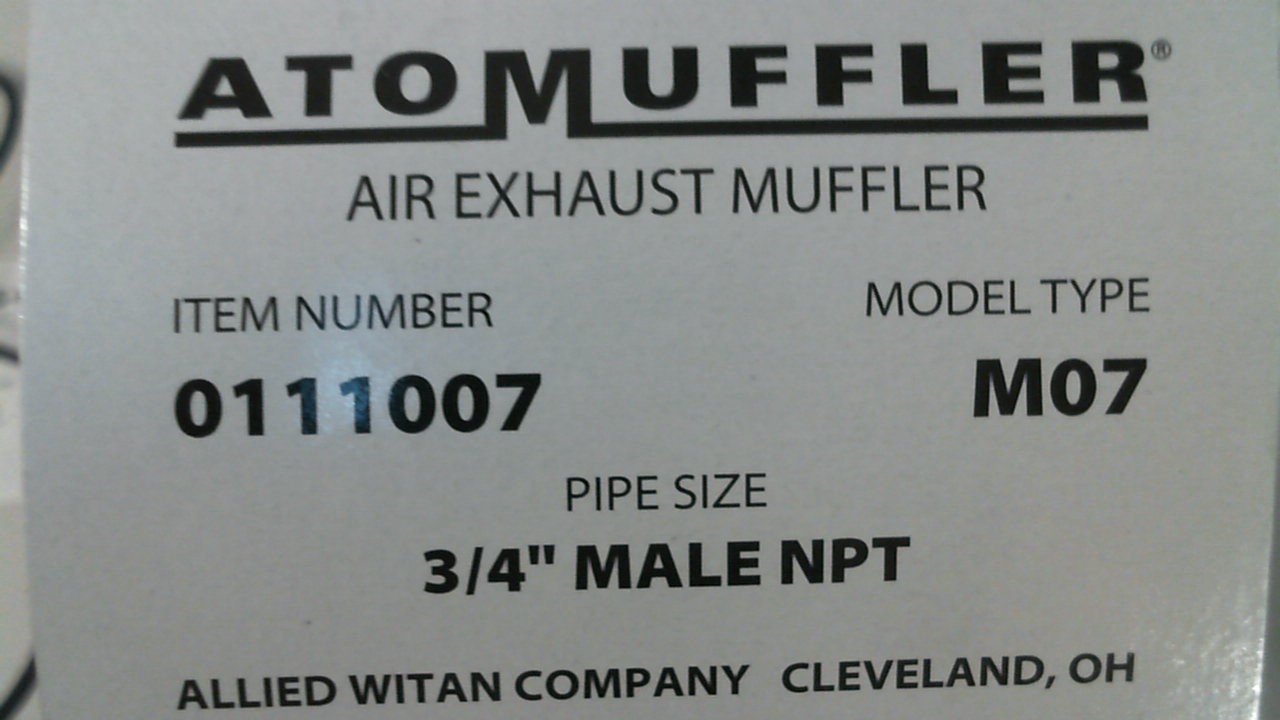 ATOMUFFLER®
AIR EXHAUST MUFFLER
ITEM NUMBER MODEL TYPE
0111007 M07
PIPE SIZE
3/4" MALE NPT
ALLIED WITAN COMPANY CLEVELAND, OH